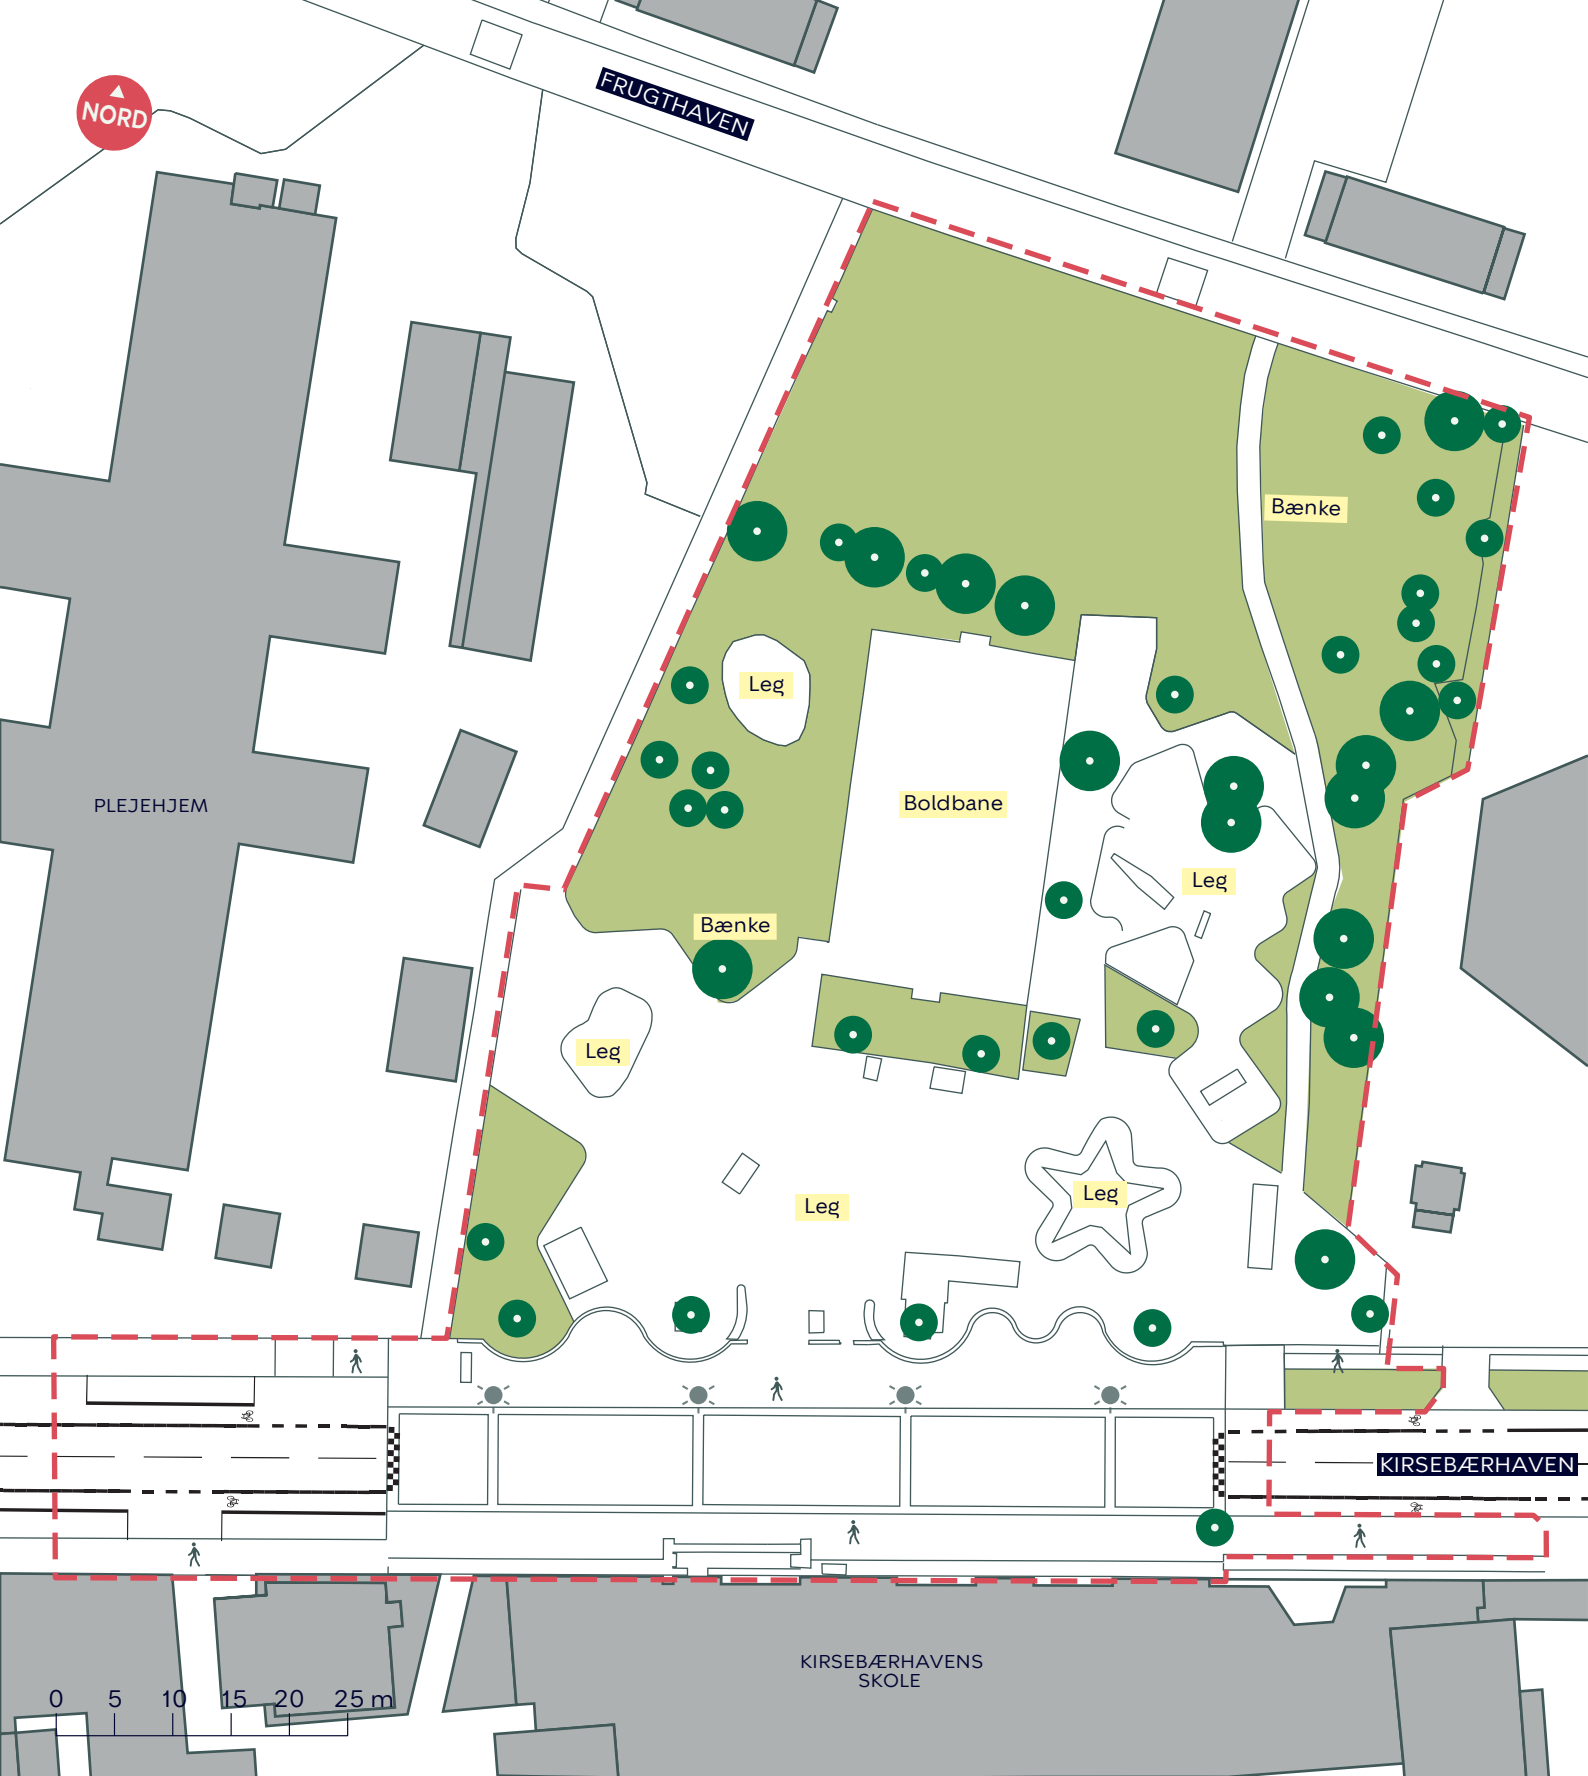 FRUGTHAVEN
NORD
Bænke
Leg
PLEJEHJEM
Boldbane
Leg
Bænke
Leg
Leg
Leg
KIRSEBÆRHAVEN
KIRSEBÆRHAVENS
SKOLE
0 5 10 15 20 25 m